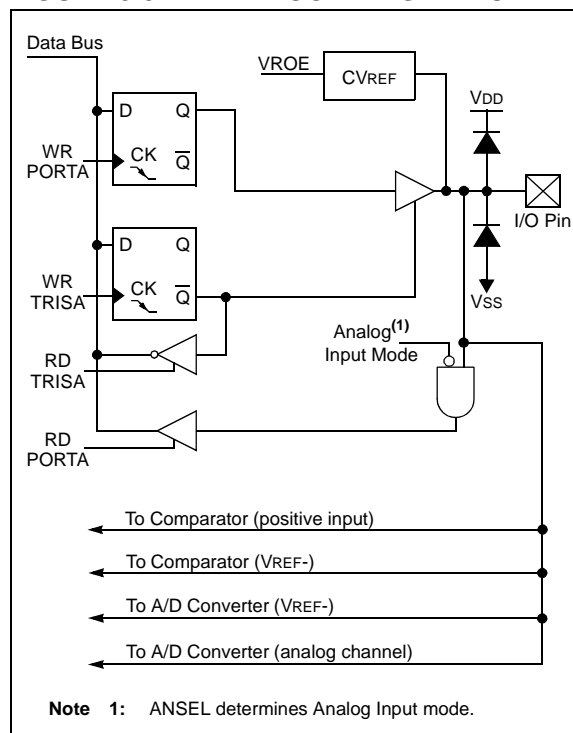 Data Bus
VROE
CVREF
VDD
D Q
WR
PORTA
CK Q
I/O Pin
D Q
WR
TRISA
CK Q
VSS
Analog(1)
Input Mode
RD
TRISA
RD
PORTA
To Comparator (positive input)
To Comparator (VREF-)
To A/D Converter (VREF-)
To A/D Converter (analog channel)
Note 1: ANSEL determines Analog Input mode.